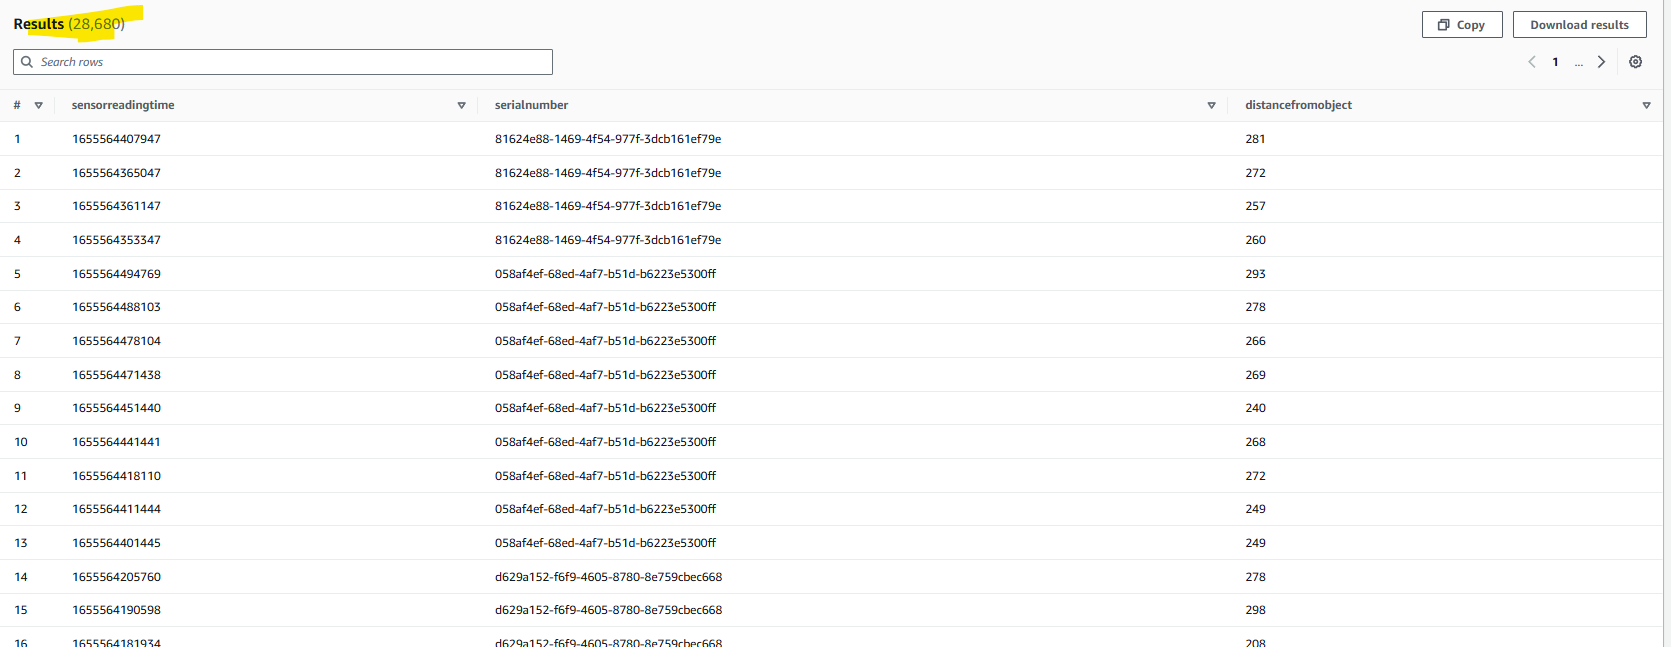 Results (28,680)
Copy
Download results
Search rows
1 ...
# sensorreadingtime serialnumber distancefromobject
1 1655564407947 81624e88-1469-4f54-977f-3dcb161ef79e 281
2 1655564365047 81624e88-1469-4f54-977f-3dcb161ef79e 272
3 1655564361147 81624e88-1469-4f54-977f-3dcb161ef79e 257
4 1655564353347 81624e88-1469-4f54-977f-3dcb161ef79e 260
5 1655564494769 058af4ef-68ed-4af7-b51d-b6223e5300ff 293
6 1655564488103 058af4ef-68ed-4af7-b51d-b6223e5300ff 278
7 1655564478104 058af4ef-68ed-4af7-b51d-b6223e5300ff 266
8 1655564471438 058af4ef-68ed-4af7-b51d-b6223e5300ff 269
9 1655564451440 058af4ef-68ed-4af7-b51d-b6223e5300ff 240
10 1655564441441 058af4ef-68ed-4af7-b51d-b6223e5300ff 268
11 1655564418110 058af4ef-68ed-4af7-b51d-b6223e5300ff 272
12 1655564411444 058af4ef-68ed-4af7-b51d-b6223e5300ff 249
13 1655564401445 058af4ef-68ed-4af7-b51d-b6223e5300ff 249
14 1655564205760 d629a152-f6f9-4605-8780-8e759cbec668 278
15 1655564190598 d629a152-f6f9-4605-8780-8e759cbec668 298
16 1655564181934 d629a152-f6f9-4605-8780-8e759cbec668 208